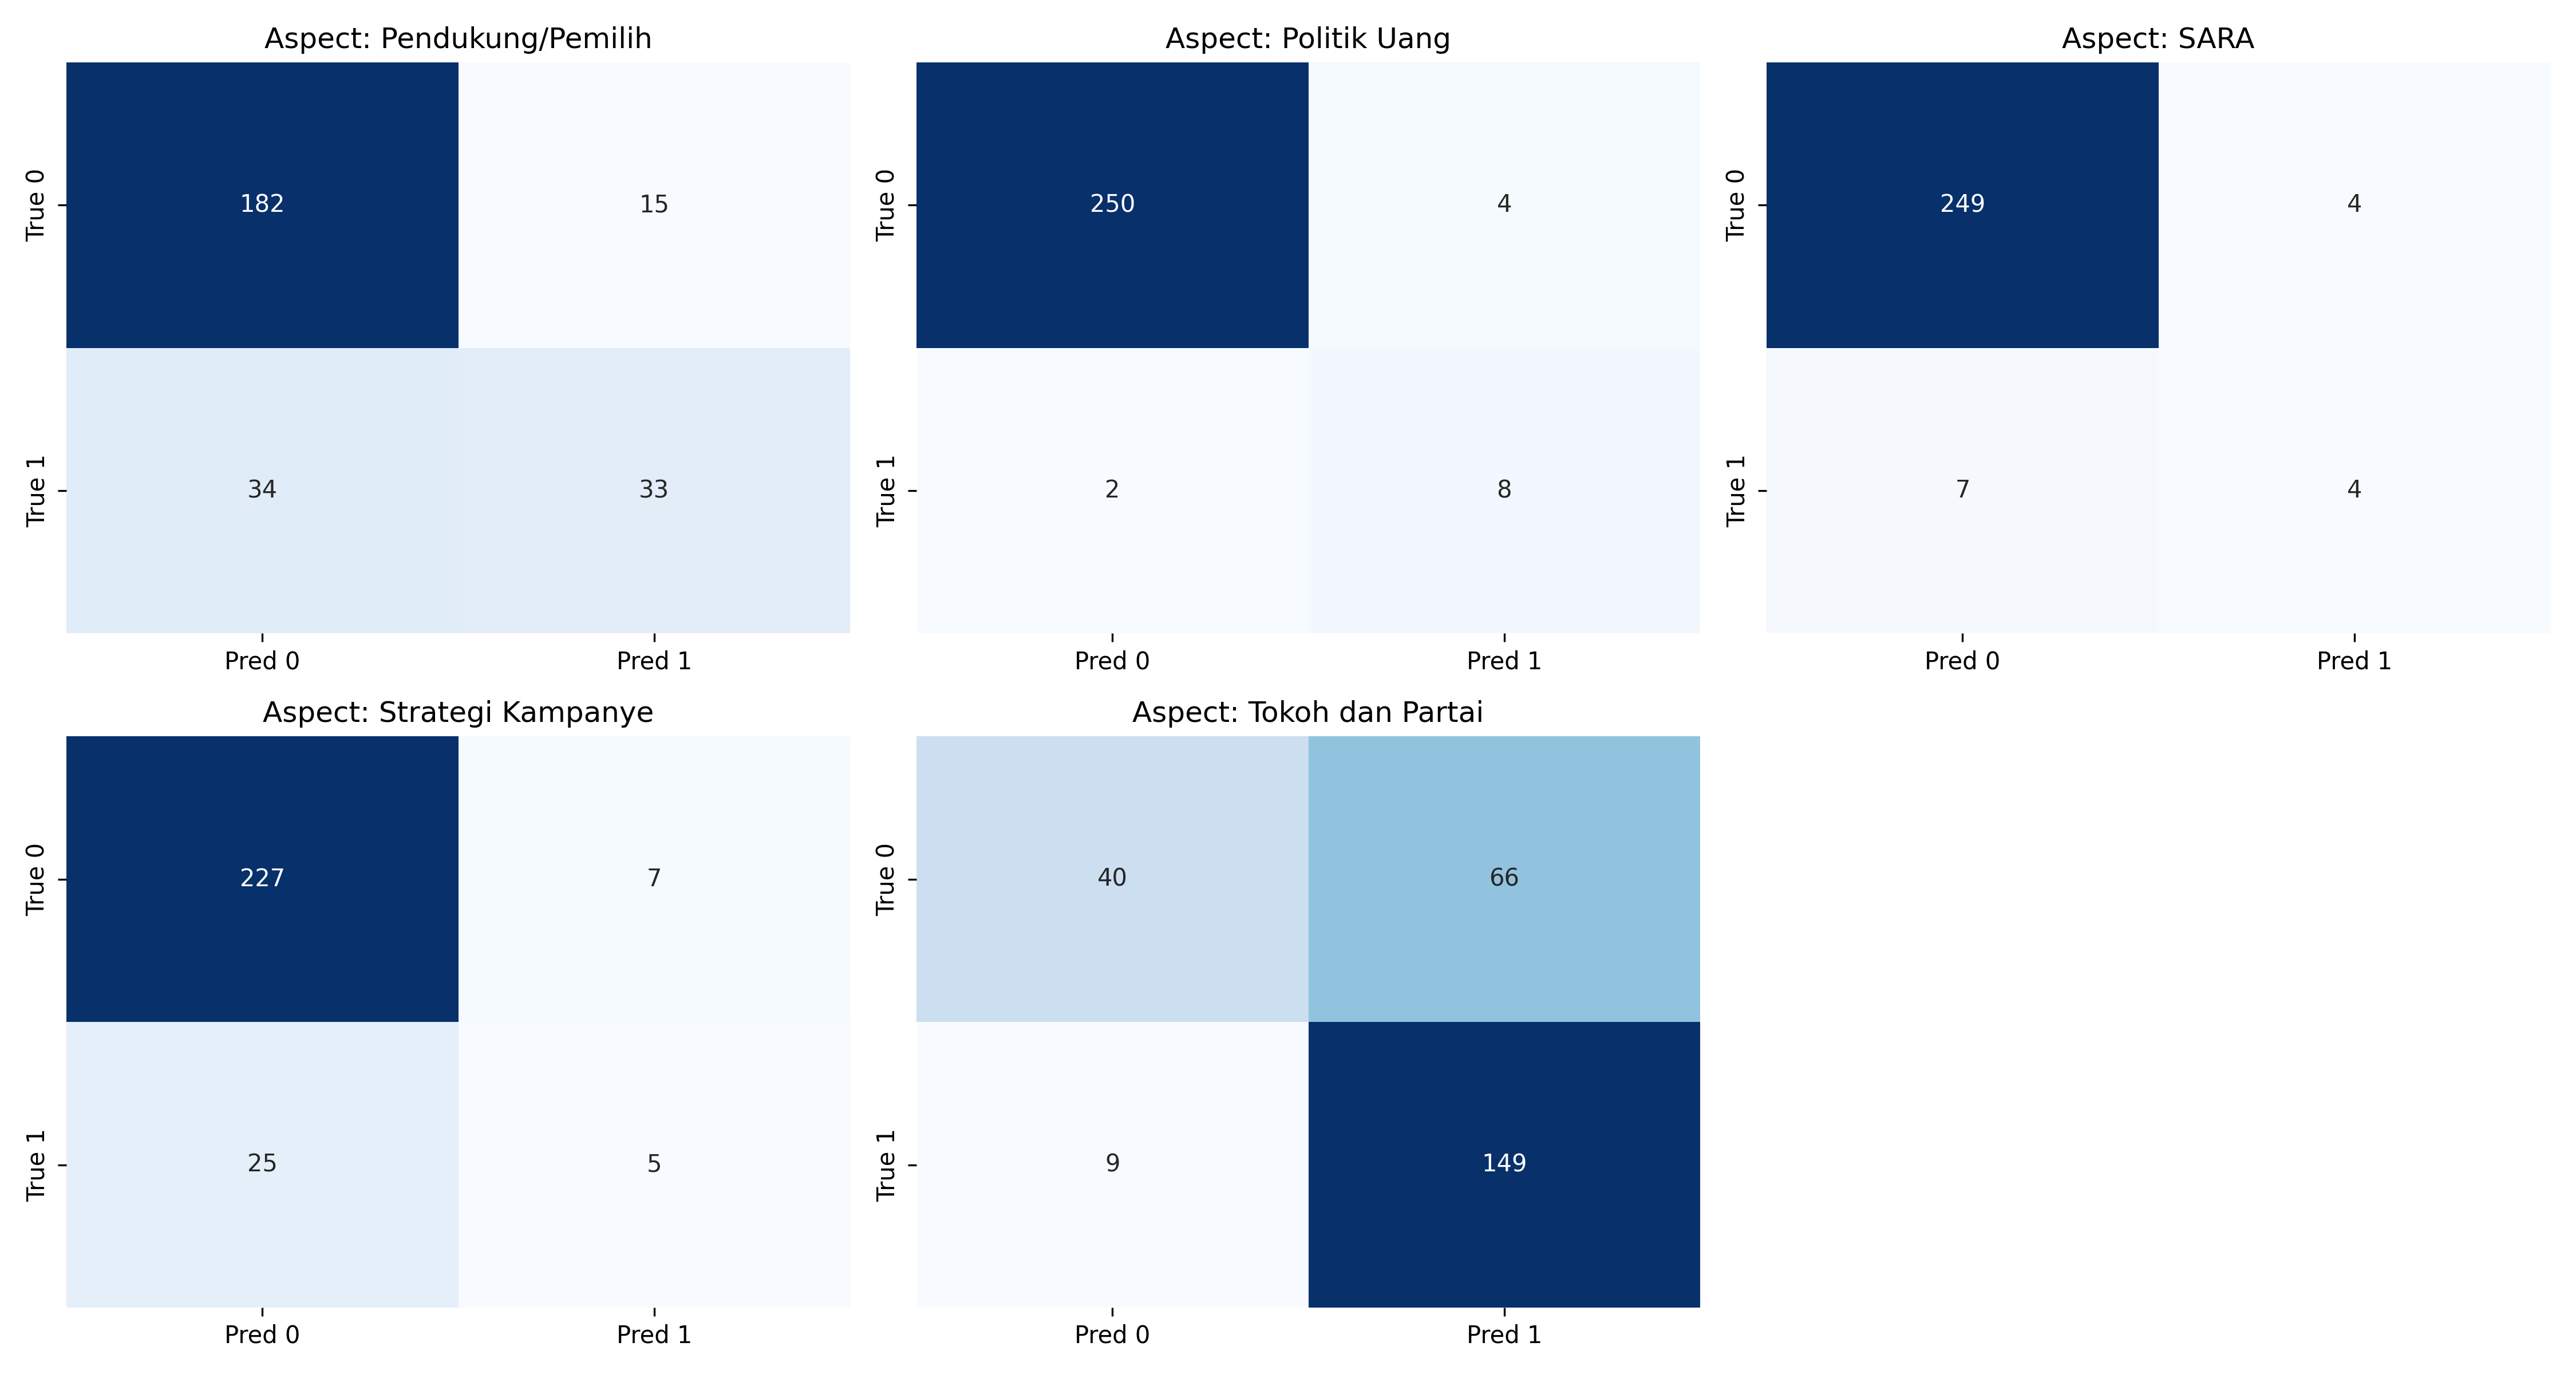 Aspect: Pendukung/Pemilih
True 0
182
15
True 1
34
33
Pred 0
Pred 1
Aspect: Politik Uang
True 0
250
4
True 1
2
8
Pred 0
Pred 1
Aspect: SARA
True 0
249
4
True 1
7
4
Pred 0
Pred 1
Aspect: Strategi Kampanye
True 0
227
7
True 1
25
5
Pred 0
Pred 1
Aspect: Tokoh dan Partai
True 0
40
66
True 1
9
149
Pred 0
Pred 1